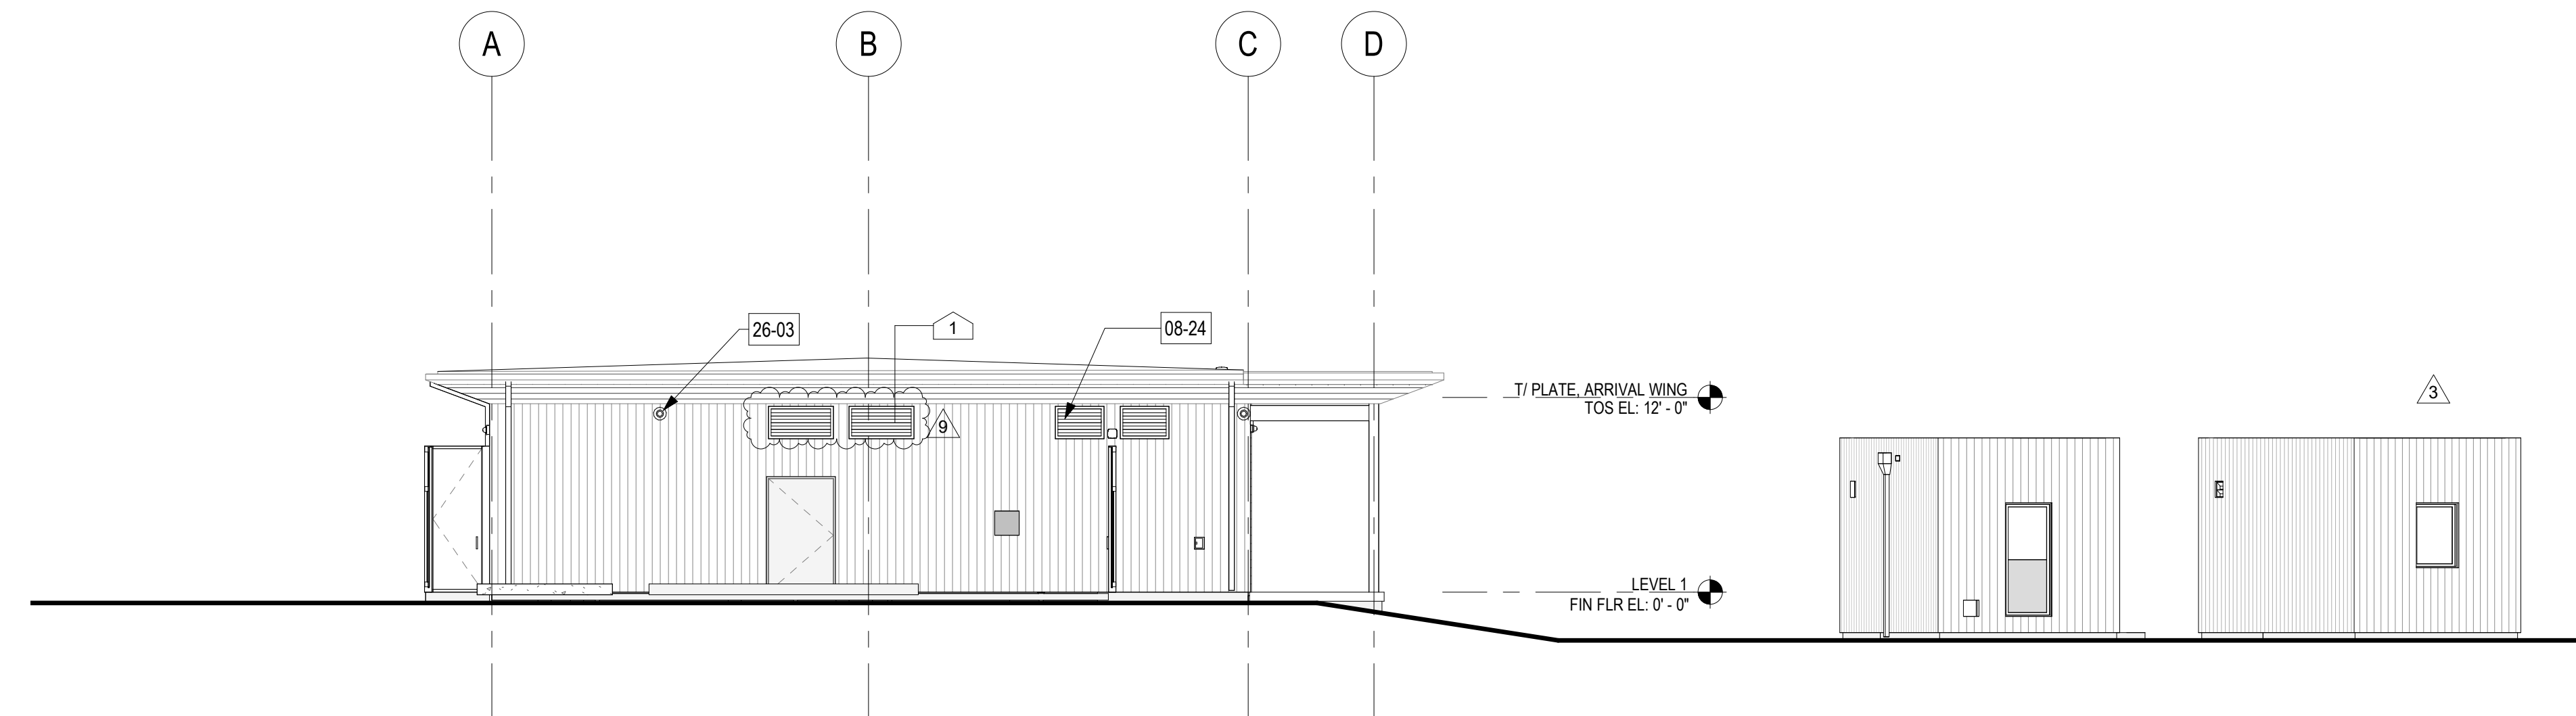 A
B
C
D
26-03
1
08-24
9
T/ PLATE, ARRIVAL WING
TOS EL: 12' - 0"
3
LEVEL 1
FIN FLR EL: 0' - 0"